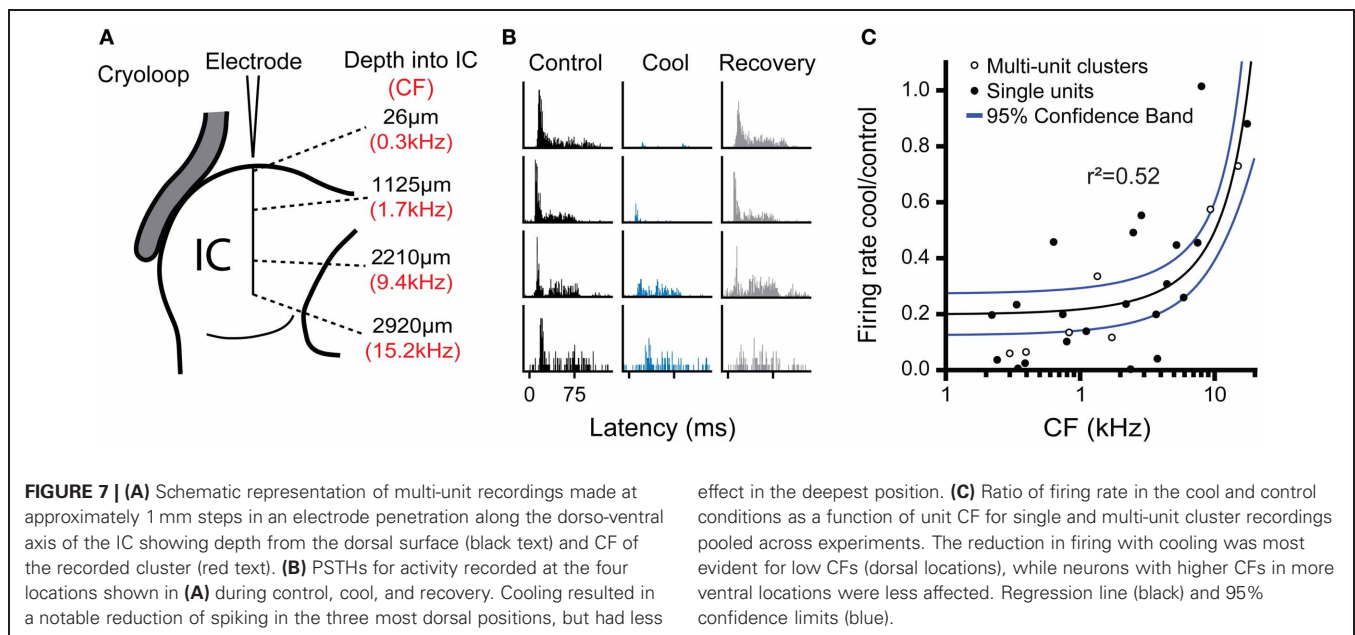 A
Cryoloop
Electrode
Depth into IC
(CF)
26µm
(0.3kHz)
1125µm
(1.7kHz)
2210µm
(9.4kHz)
2920µm
(15.2kHz)
IC
B
Control Cool Recovery
0 75
Latency (ms)
C
Multi-unit clusters
Single units
95% Confidence Band
r²=0.52
Firing rate cool/control
1.0
0.8
0.6
0.4
0.2
0.0
1 1 10
CF (kHz)
FIGURE 7 | (A) Schematic representation of multi-unit recordings made at
approximately 1 mm steps in an electrode penetration along the dorso-ventral
axis of the IC showing depth from the dorsal surface (black text) and CF of
the recorded cluster (red text). (B) PSTHs for activity recorded at the four
locations shown in (A) during control, cool, and recovery. Cooling resulted in
a notable reduction of spiking in the three most dorsal positions, but had less
effect in the deepest position. (C) Ratio of firing rate in the cool and control
conditions as a function of unit CF for single and multi-unit cluster recordings
pooled across experiments. The reduction in firing with cooling was most
evident for low CFs (dorsal locations), while neurons with higher CFs in more
ventral locations were less affected. Regression line (black) and 95%
confidence limits (blue).